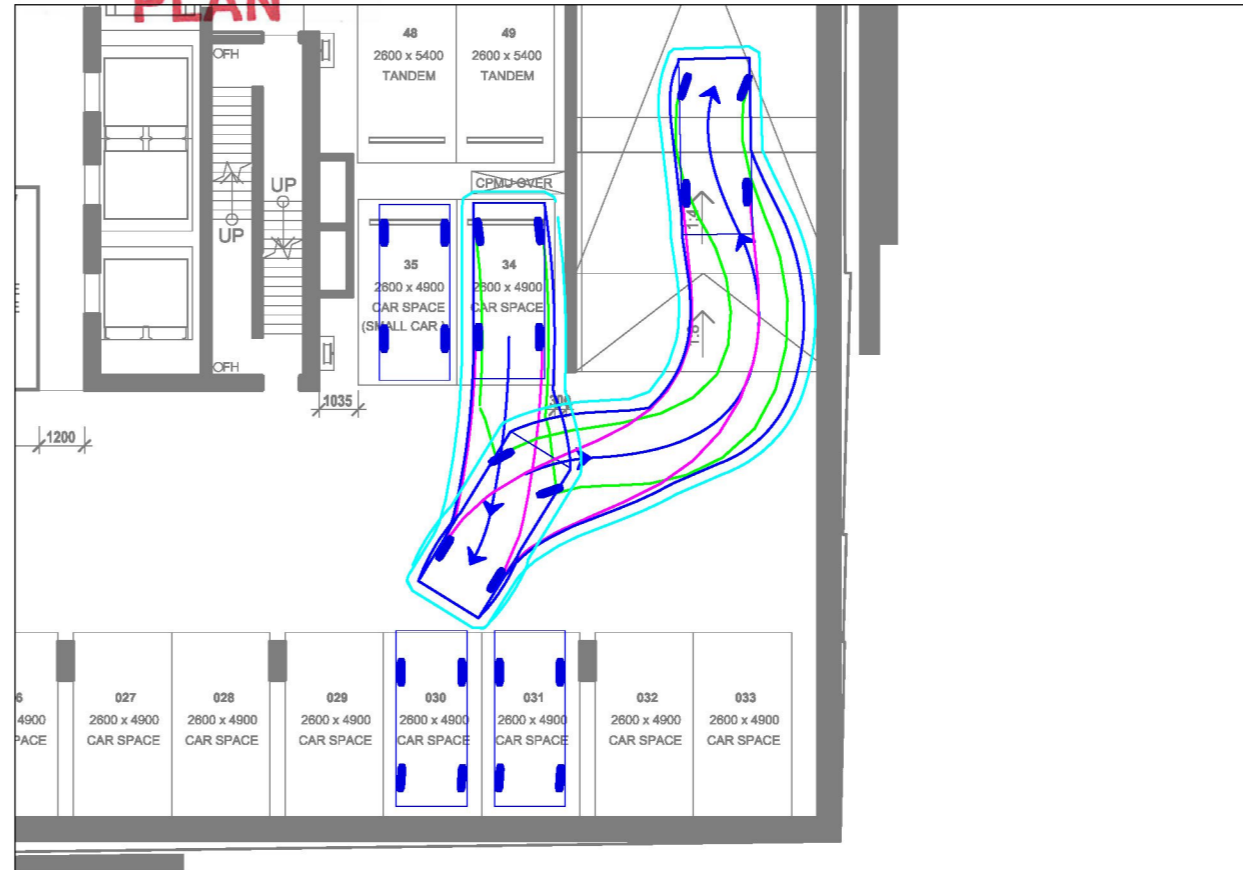 PLAN
OFH
48
2600 x 5400
TANDEM
49
2600 x 5400
TANDEM
UP
UP
CPMU OVER
1:4
35
2600 x 4900
CAR SPACE
(SMALL CAR)
34
2600 x 4900
CAR SPACE
1:8
OFH
1035
300
1200
6
4900
PACE
027
2600 x 4900
CAR SPACE
028
2600 x 4900
CAR SPACE
029
2600 x 4900
CAR SPACE
030
2600 x 4900
CAR SPACE
031
2600 x 4900
CAR SPACE
032
2600 x 4900
CAR SPACE
033
2600 x 4900
CAR SPACE